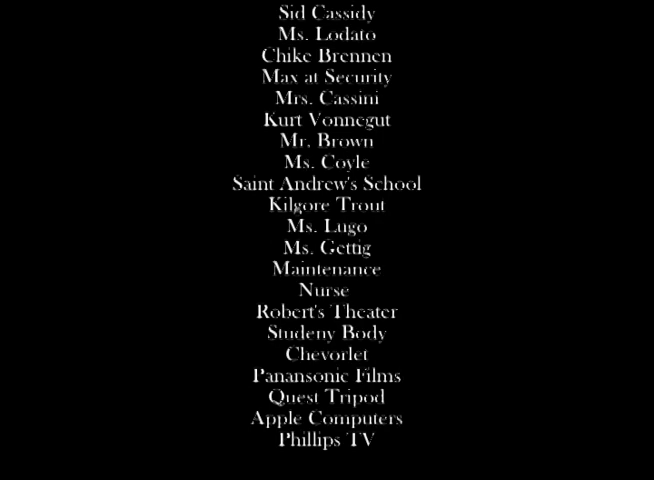 Sid Cassidy
Ms. Lodato
Chike Brennen
Max at Security
Mrs. Cassini
Kurt Vonnegut
Mr. Brown
Ms. Coyle
Saint Andrew's School
Kilgore Trout
Ms. Lugo
Ms. Gettig
Maintenance
Nurse
Robert's Theater
Studeny Body
Chevorlet
Panansonic Films
Quest Tripod
Apple Computers
Phillips TV